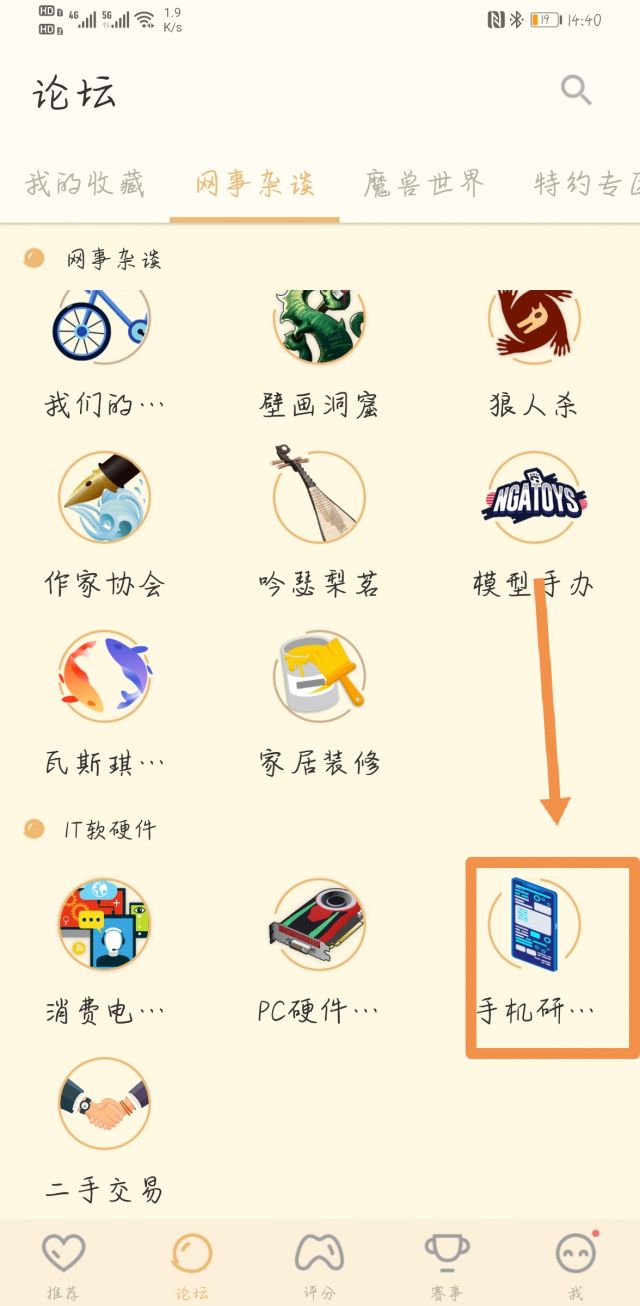 HD 1 4G 5G 1.9 19 14:40
HD 2 K/s
论坛
我的收藏 网事杂谈 魔兽世界 特约专区
网事杂谈
我们的… 壁画洞窟 狼人杀
NGATOYS
作家协会 吟瑟梨茗 模型手办
瓦斯琪… 家居装修
IT软硬件
消费电… PC硬件… 手机研…
二手交易
推荐 论坛 评分 赛事 我